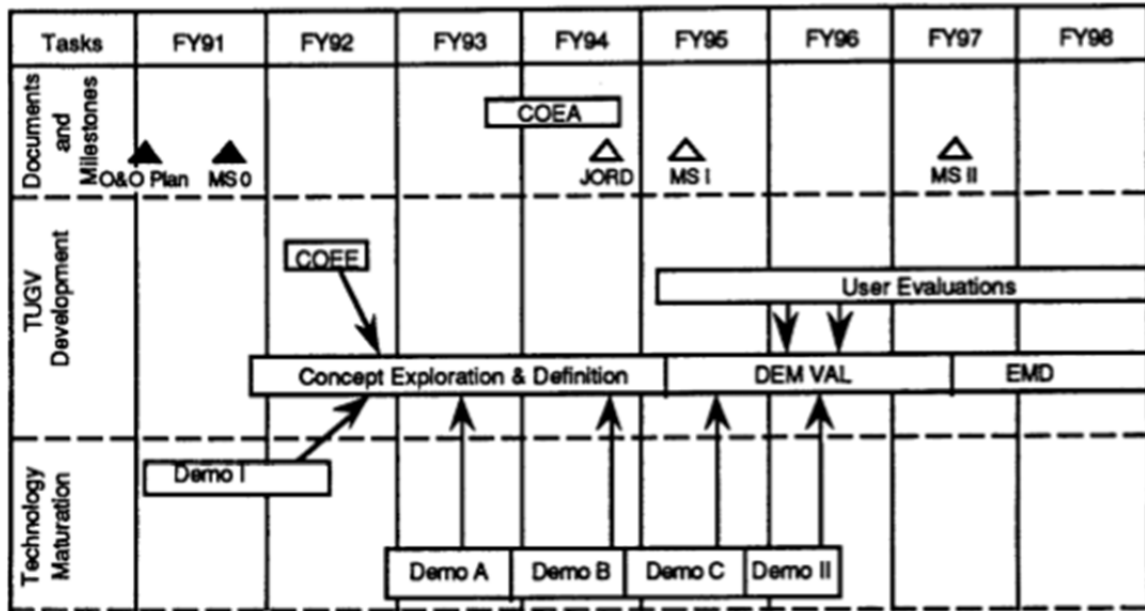 Tasks FY91 FY92 FY93 FY94 FY95 FY96 FY97 FY98
Documents
and
Milestones
COEA
O&O Plan MS 0 JORD MS I MS II
TUGV
Development
COEE
User Evaluations
Concept Exploration & Definition DEM VAL EMD
Technology
Maturation
Demo I
Demo A Demo B Demo C Demo II